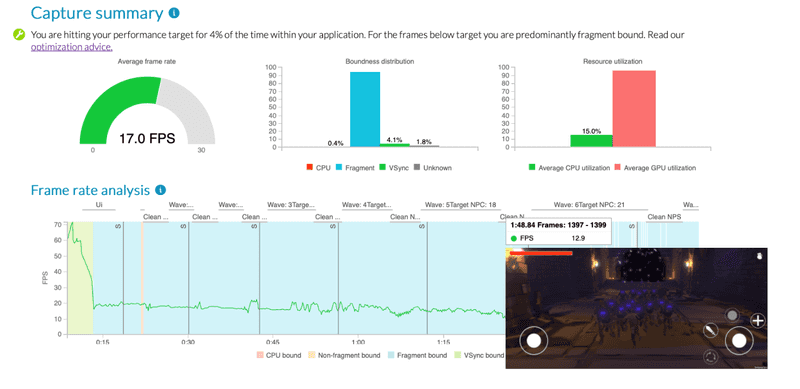 Capture summary
You are hitting your performance target for 4% of the time within your application. For the frames below target you are predominantly fragment bound. Read our
optimization advice.
Average frame rate
17.0 FPS
0
30
Boundness distribution
100
90
80
70
60
50
40
30
20
10
0
0.4%
4.1%
1.8%
CPU
Fragment
VSync
Unknown
Resource utilization
100
90
80
70
60
50
40
30
20
10
0
15.0%
Average CPU utilization
Average GPU utilization
Frame rate analysis
Ui
Wave:...
Wave:...
Wave: 3Targe...
Wave: 4Target...
Wave: 5Target NPC: 18
Wave: 6Target NPC: 21
Wa...
Clean ...
Clean ...
Clean ...
Clean ...
Clean N...
Clean N
Clean NPS
70
60
50
40
30
20
10
0
FPS
S
S
S
S
S
S
1:48.84 Frames: 1397 - 1399
FPS 12.9
0:15
0:30
0:45
1:00
1:15
CPU bound
Non-fragment bound
Fragment bound
VSync bound